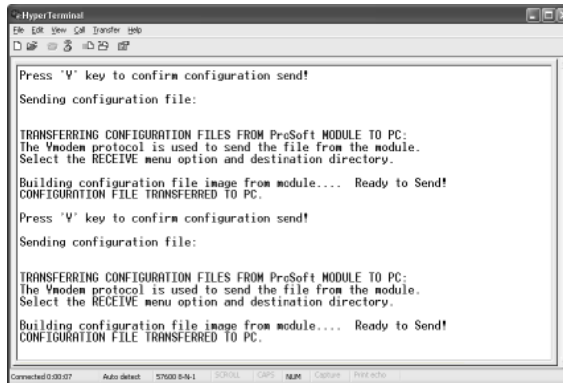 HyperTerminal
File Edit View Call Transfer Help
Press 'Y' key to confirm configuration send!
Sending configuration file:
TRANSFERRING CONFIGURATION FILES FROM ProSoft MODULE TO PC:
The Ymodem protocol is used to send the file from the module.
Select the RECEIVE menu option and destination directory.
Building configuration file image from module.... Ready to Send!
CONFIGURATION FILE TRANSFERRED TO PC.
Press 'Y' key to confirm configuration send!
Sending configuration file:
TRANSFERRING CONFIGURATION FILES FROM ProSoft MODULE TO PC:
The Ymodem protocol is used to send the file from the module.
Select the RECEIVE menu option and destination directory.
Building configuration file image from module.... Ready to Send!
CONFIGURATION FILE TRANSFERRED TO PC.
Connected 0:00:07 Auto detect 57600 8-N-1 SCROLL CAPS NUM Capture Print echo